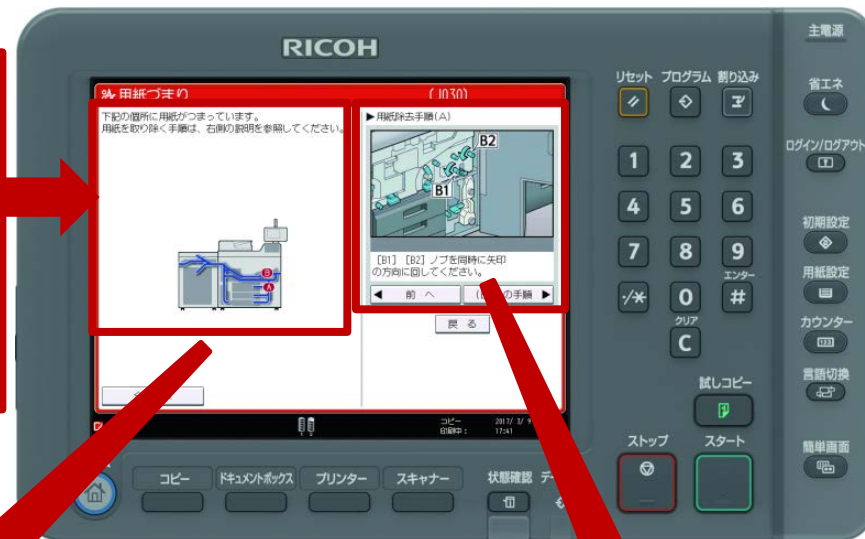 主電源
RICOH
リセット プログラム 割り込み
省エネ
用紙づまり (J030)
下記の個所に用紙がつまっています。
用紙を取り除く手順は、右側の説明を参照してください。
▶用紙除去手順(A)
B2
B1
ログイン/ログアウト
1 2 3
4 5 6
初期設定
[B1] [B2] ノブを同時に矢印
の方向に回してください。
7 8 9
エンター
用紙設定
B
A
◀ 前 へ
の手順 ▶
戻 る
·/✳ 0 #
クリア
C
カウンター
123
言語切換
試しコピー
コピー 2017/ 3/ 9
印刷中: 17:41
ストップ スタート
簡単画面
コピー ドキュメントボックス プリンター スキャナー 状態確認